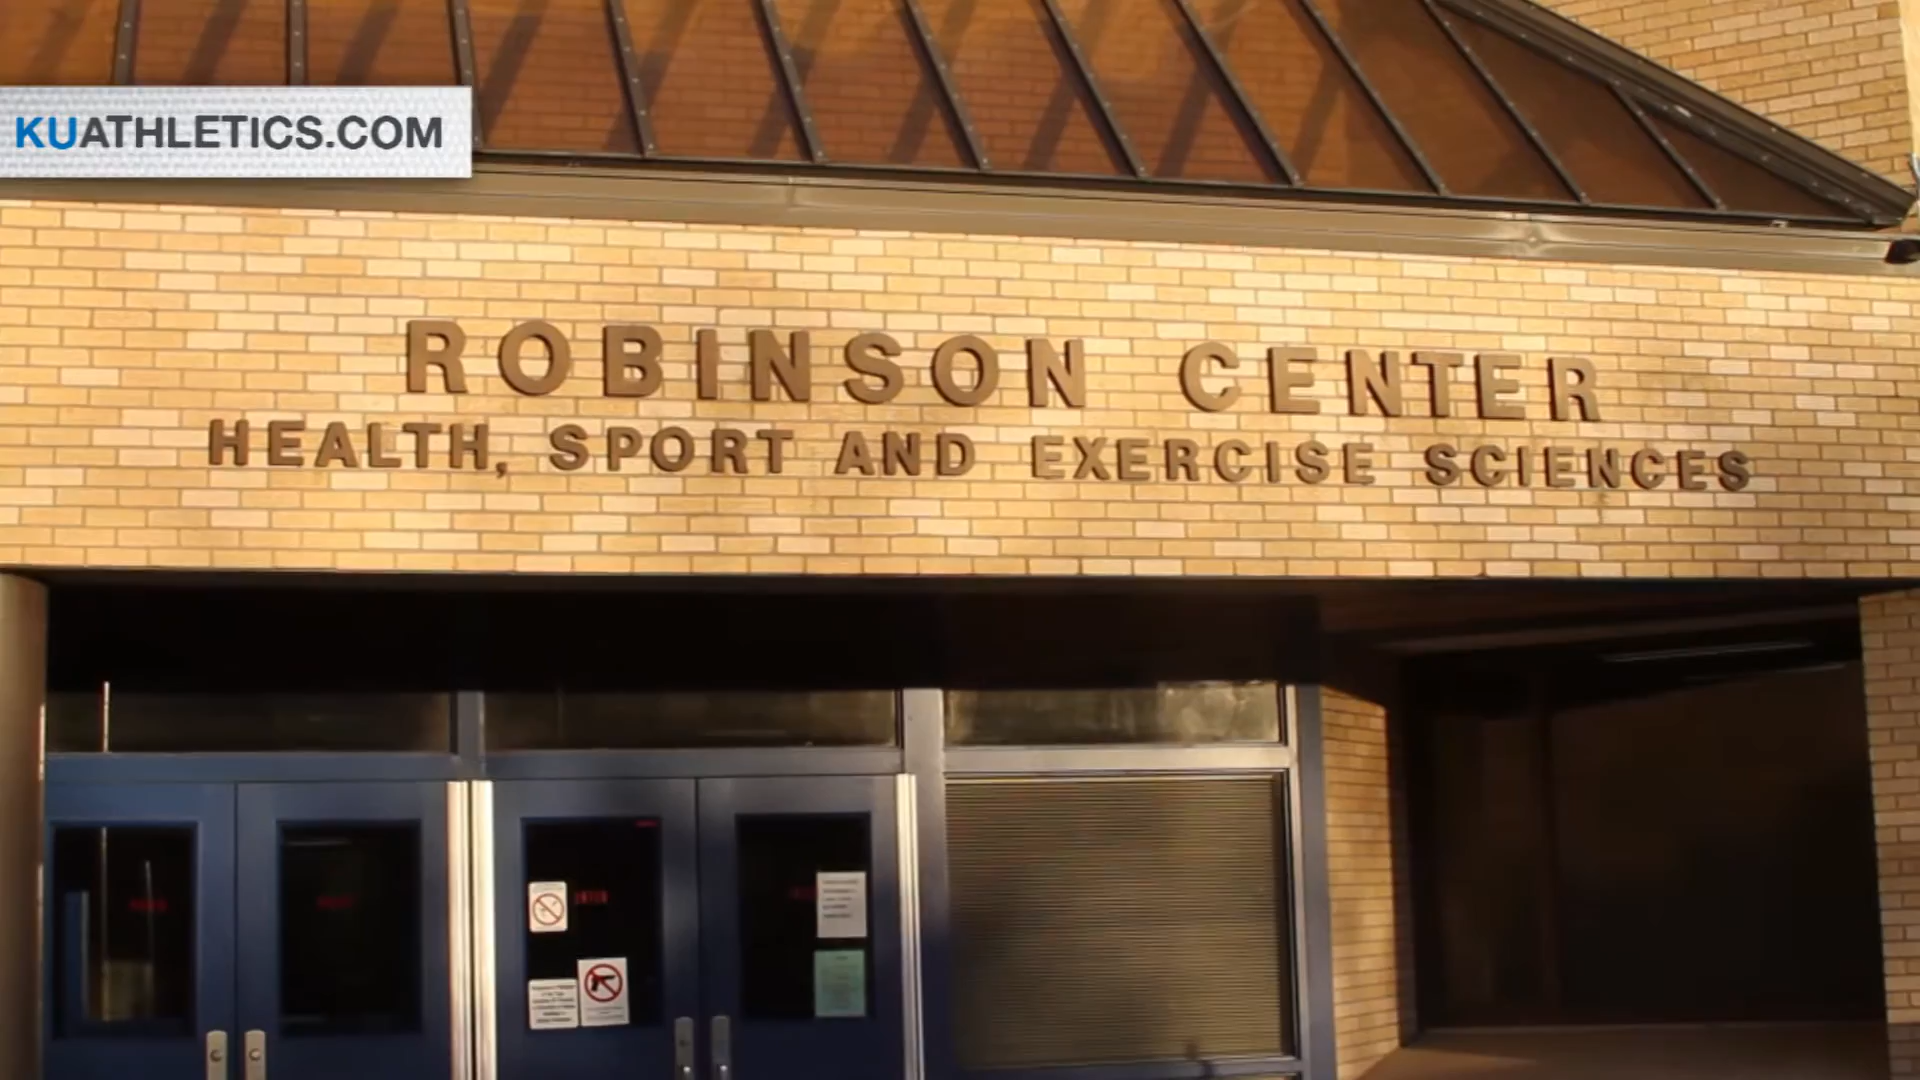 KUATHLETICS.COM
ROBINSON CENTER
HEALTH, SPORT AND EXERCISE SCIENCES